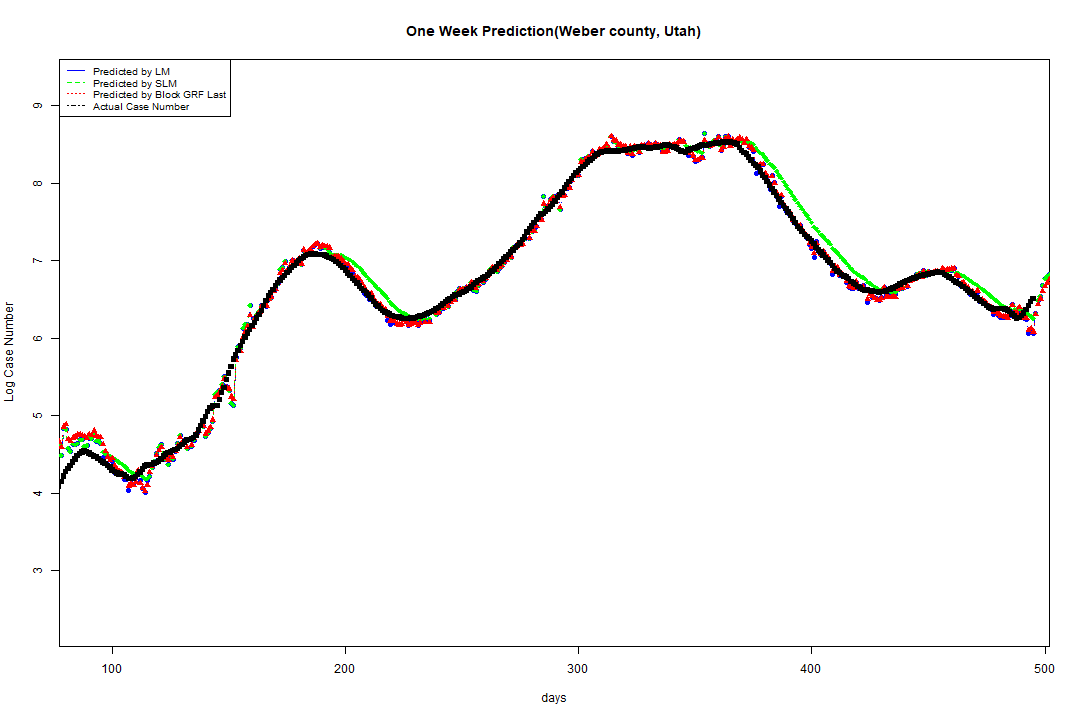 One Week Prediction(Weber county, Utah)
Predicted by LM
Predicted by SLM
Predicted by Block GRF Last
Actual Case Number
9
8
7
6
5
4
3
Log Case Number
100 200 300 400 500
days